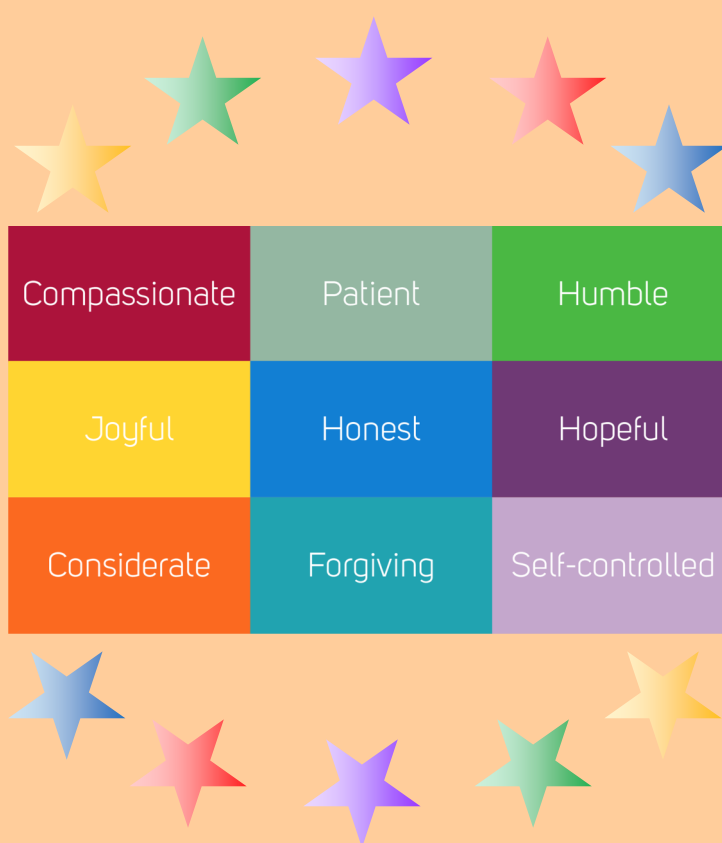 Compassionate
Patient
Humble
Joyful
Honest
Hopeful
Considerate
Forgiving
Self-controlled